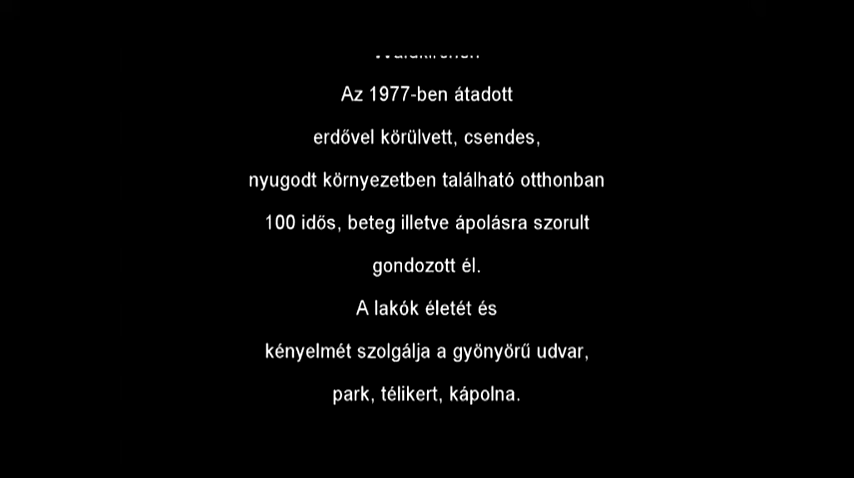 Az 1977-ben átadott
erdővel körülvett, csendes,
nyugodt környezetben található otthonban
100 idős, beteg illetve ápolásra szorult
gondozott él.
A lakók életét és
kényelmét szolgálja a gyönyörű udvar,
park, télikert, kápolna.